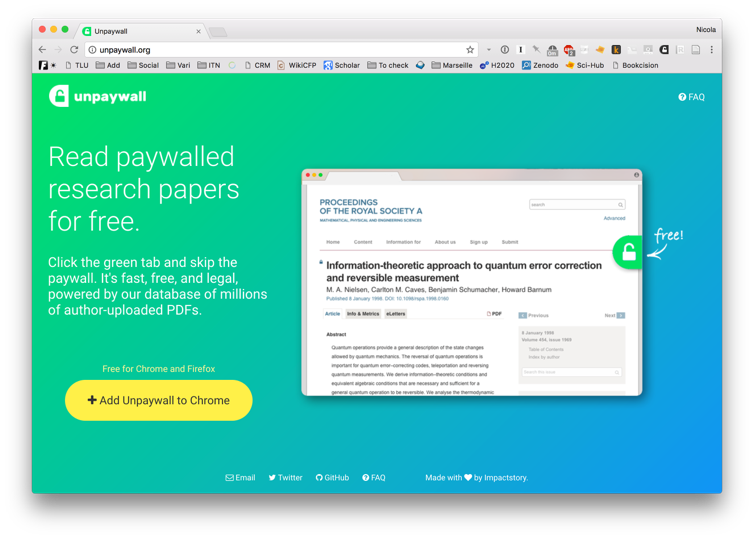 Unpaywall
Nicola
unpaywall.org
TLU
Add
Social
Vari
ITN
CRM
WikiCFP
Scholar
To check
Marseille
H2020
Zenodo
Sci-Hub
Bookcision
unpaywall
FAQ
Read paywalled
research papers
for free.
Click the green tab and skip the
paywall. It's fast, free, and legal,
powered by our database of millions
of author-uploaded PDFs.
Free for Chrome and Firefox
Add Unpaywall to Chrome
PROCEEDINGS
OF THE ROYAL SOCIETY A
MATHEMATICAL, PHYSICAL AND ENGINEERING SCIENCES
search
Advanced
Home Content Information for About us Sign up Submit
free!
Information-theoretic approach to quantum error correction
and reversible measurement
M. A. Nielsen, Carlton M. Caves, Benjamin Schumacher, Howard Barnum
Published 8 January 1998. DOI: 10.1098/rspa.1998.0160
Article Info & Metrics eLetters PDF
Previous Next
Abstract
Quantum operations provide a general description of the state changes
allowed by quantum mechanics. The reversal of quantum operations is
important for quantum error-correcting codes, teleportation and reversing
quantum measurements. We derive information-theoretic conditions and
equivalent algebraic conditions that are necessary and sufficient for a
general quantum operation to be reversible. We analyse the thermodynamic
8 January 1998
Volume 454, issue 1969
Table of Contents
Index by author
Search this issue
Email
Twitter
GitHub
FAQ
Made with by Impactstory.